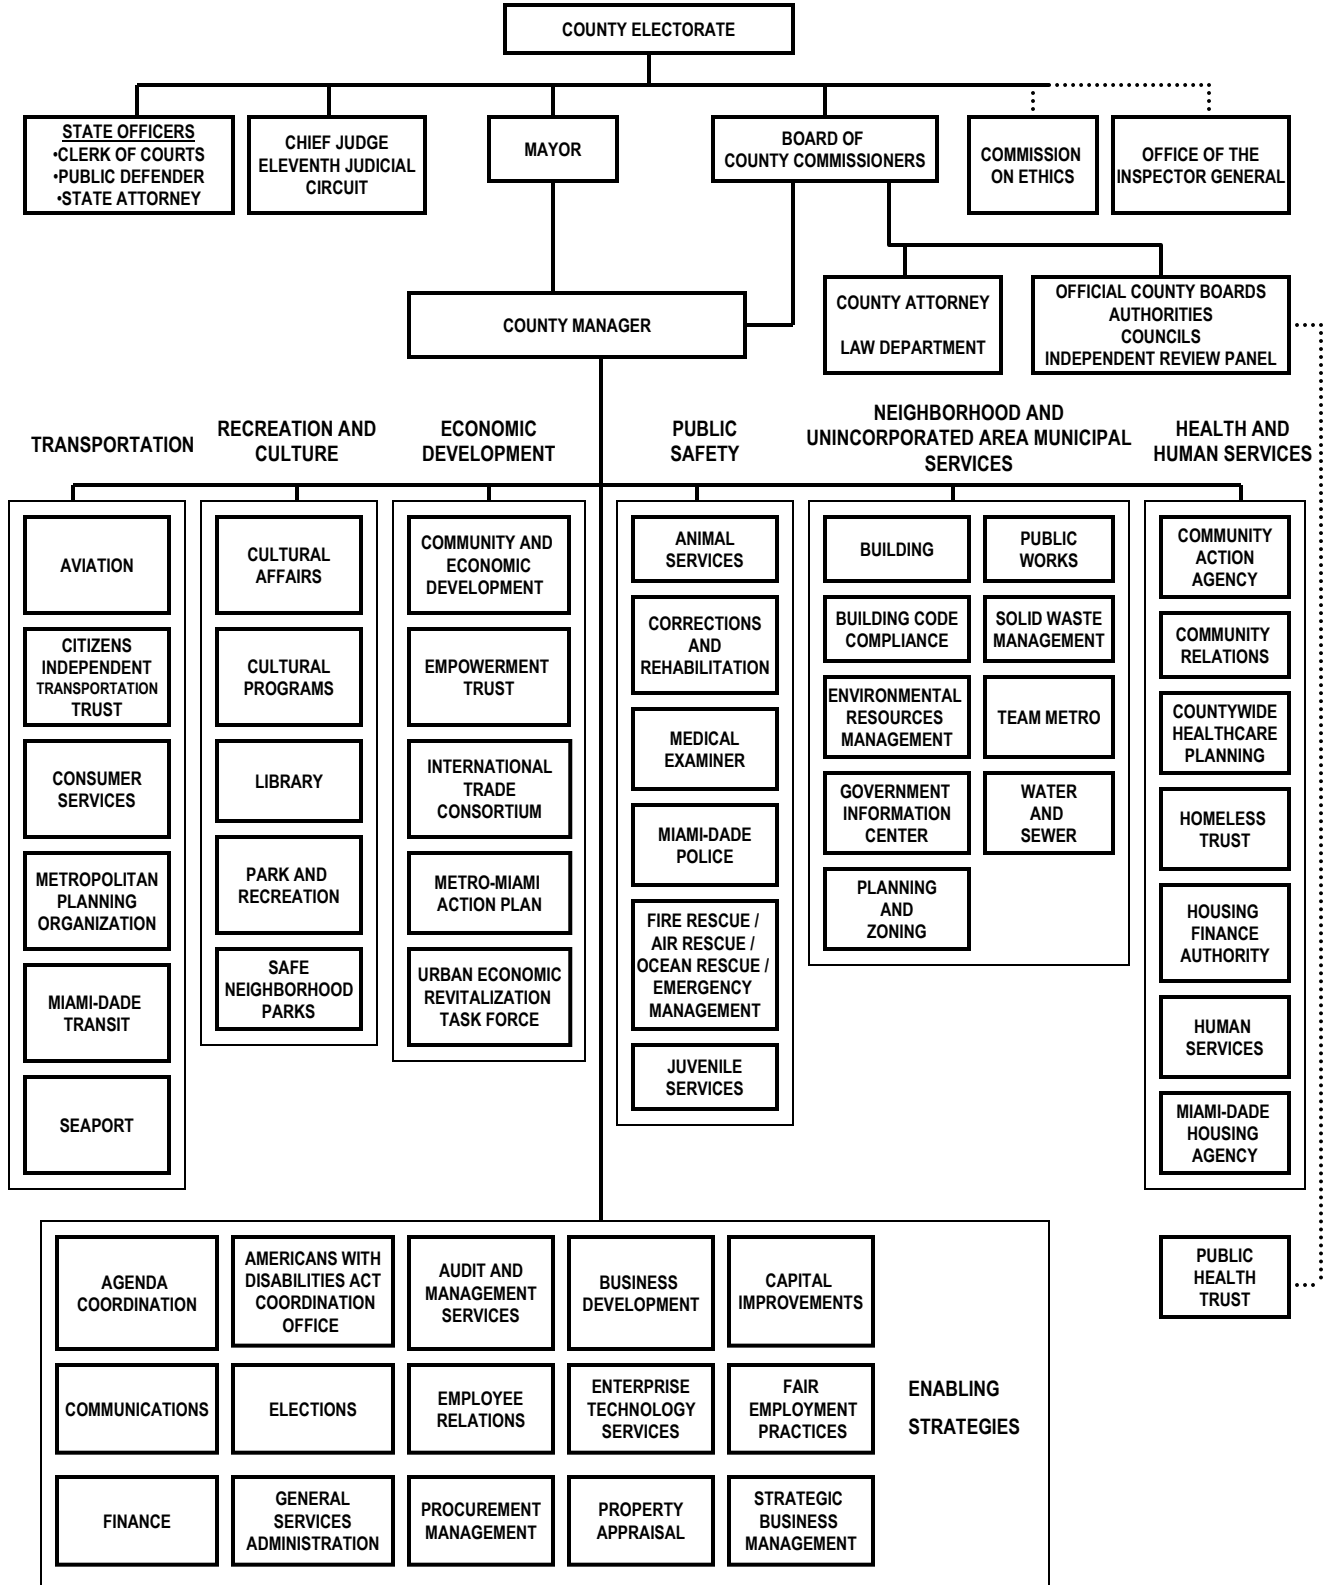 COUNTY ELECTORATE
STATE OFFICERS
•CLERK OF COURTS
•PUBLIC DEFENDER
•STATE ATTORNEY
CHIEF JUDGE
ELEVENTH JUDICIAL
CIRCUIT
MAYOR
BOARD OF
COUNTY COMMISSIONERS
COMMISSION
ON ETHICS
OFFICE OF THE
INSPECTOR GENERAL
COUNTY MANAGER
COUNTY ATTORNEY
LAW DEPARTMENT
OFFICIAL COUNTY BOARDS
AUTHORITIES
COUNCILS
INDEPENDENT REVIEW PANEL
TRANSPORTATION
AVIATION
CITIZENS
INDEPENDENT
TRANSPORTATION
TRUST
CONSUMER
SERVICES
METROPOLITAN
PLANNING
ORGANIZATION
MIAMI-DADE
TRANSIT
SEAPORT
RECREATION AND
CULTURE
CULTURAL
AFFAIRS
CULTURAL
PROGRAMS
LIBRARY
PARK AND
RECREATION
SAFE
NEIGHBORHOOD
PARKS
ECONOMIC
DEVELOPMENT
COMMUNITY AND
ECONOMIC
DEVELOPMENT
EMPOWERMENT
TRUST
INTERNATIONAL
TRADE
CONSORTIUM
METRO-MIAMI
ACTION PLAN
URBAN ECONOMIC
REVITALIZATION
TASK FORCE
PUBLIC
SAFETY
ANIMAL
SERVICES
CORRECTIONS
AND
REHABILITATION
MEDICAL
EXAMINER
MIAMI-DADE
POLICE
FIRE RESCUE /
AIR RESCUE /
OCEAN RESCUE /
EMERGENCY
MANAGEMENT
JUVENILE
SERVICES
NEIGHBORHOOD AND
UNINCORPORATED AREA MUNICIPAL
SERVICES
BUILDING
BUILDING CODE
COMPLIANCE
ENVIRONMENTAL
RESOURCES
MANAGEMENT
GOVERNMENT
INFORMATION
CENTER
PLANNING
AND
ZONING
PUBLIC
WORKS
SOLID WASTE
MANAGEMENT
TEAM METRO
WATER
AND
SEWER
HEALTH AND
HUMAN SERVICES
COMMUNITY
ACTION
AGENCY
COMMUNITY
RELATIONS
COUNTYWIDE
HEALTHCARE
PLANNING
HOMELESS
TRUST
HOUSING
FINANCE
AUTHORITY
HUMAN
SERVICES
MIAMI-DADE
HOUSING
AGENCY
PUBLIC
HEALTH
TRUST
AGENDA
COORDINATION
AMERICANS WITH
DISABILITIES ACT
COORDINATION
OFFICE
AUDIT AND
MANAGEMENT
SERVICES
BUSINESS
DEVELOPMENT
CAPITAL
IMPROVEMENTS
COMMUNICATIONS
ELECTIONS
EMPLOYEE
RELATIONS
ENTERPRISE
TECHNOLOGY
SERVICES
FAIR
EMPLOYMENT
PRACTICES
ENABLING
STRATEGIES
FINANCE
GENERAL
SERVICES
ADMINISTRATION
PROCUREMENT
MANAGEMENT
PROPERTY
APPRAISAL
STRATEGIC
BUSINESS
MANAGEMENT